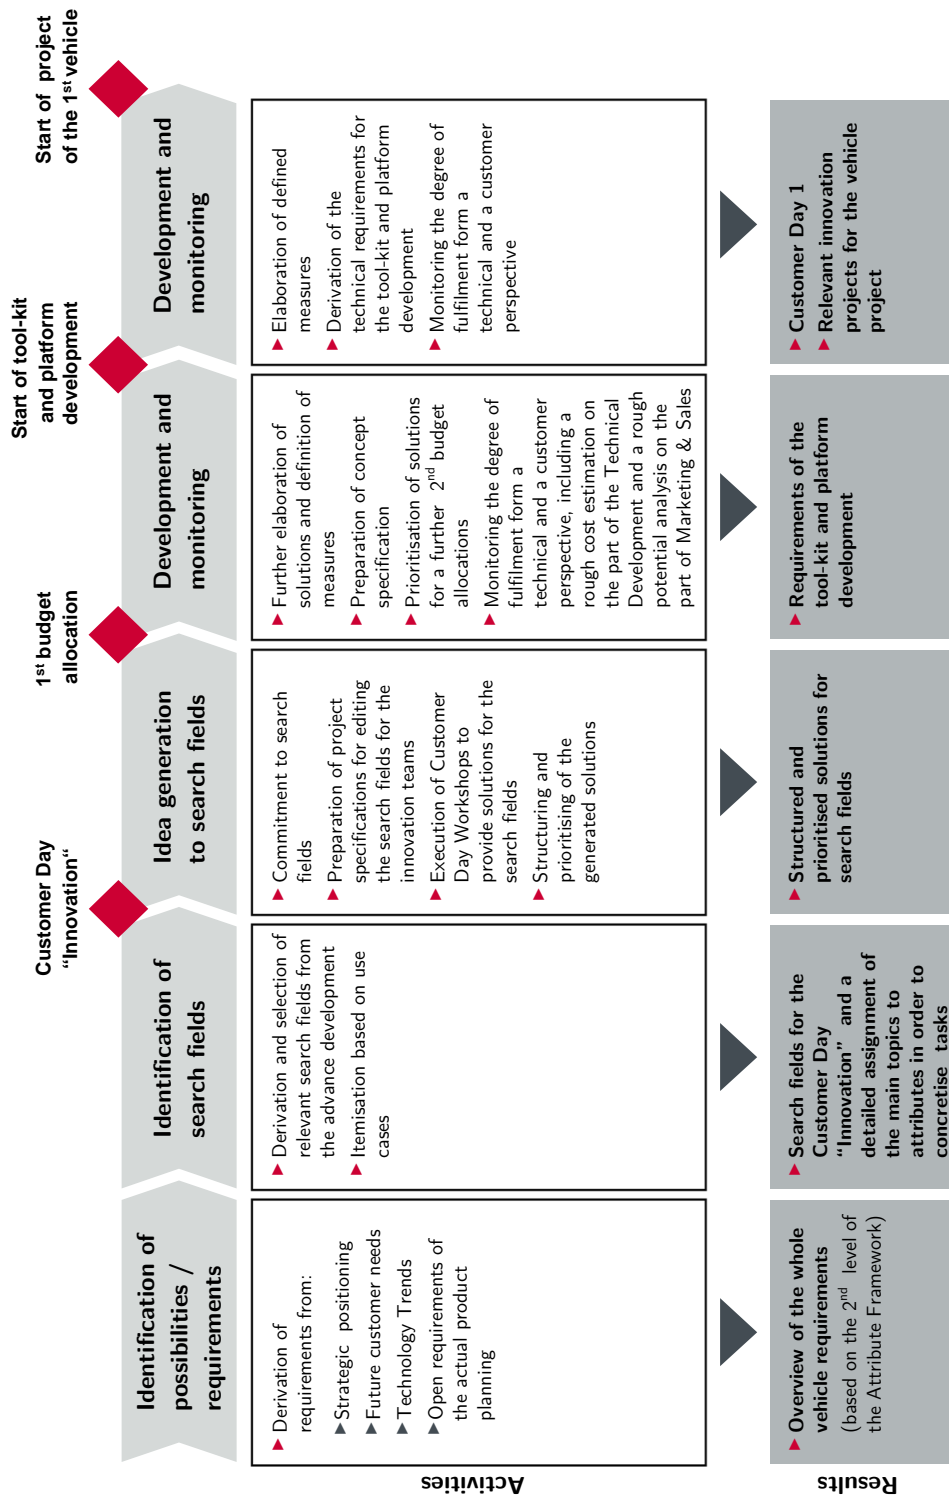 Customer Day
“Innovation“
1st budget
allocation
Start of tool-kit
and platform
development
Start of project
of the 1st vehicle
Identification of
possibilities /
requirements
Identification of
search fields
Idea generation
to search fields
Development and
monitoring
Development and
monitoring
Activities
▶ Derivation of
requirements from:
▶ Strategic positioning
▶ Future customer needs
▶ Technology Trends
▶ Open requirements of
the actual product
planning
▶ Derivation and selection of
relevant search fields from
the advance development
▶ Itemisation based on use
cases
▶ Commitment to search
fields
▶ Preparation of project
specifications for editing
the search fields for the
innovation teams
▶ Execution of Customer
Day Workshops to
provide solutions for the
search fields
▶ Structuring and
prioritising of the
generated solutions
▶ Further elaboration of
solutions and definition of
measures
▶ Preparation of concept
specification
▶ Prioritisation of solutions
for a further 2nd budget
allocations
▶ Monitoring the degree of
fulfilment form a
technical and a customer
perspective, including a
rough cost estimation on
the part of the Technical
Development and a rough
potential analysis on the
part of Marketing & Sales
▶ Elaboration of defined
measures
▶ Derivation of the
technical requirements for
the tool-kit and platform
development
▶ Monitoring the degree of
fulfilment form a
technical and a customer
perspective
Results
▶ Overview of the whole
vehicle requirements
(based on the 2nd level of
the Attribute Framework)
▶ Search fields for the
Customer Day
“Innovation” and a
detailed assignment of
the main topics to
attributes in order to
concretise tasks
▶ Structured and
prioritised solutions for
search fields
▶ Requirements of the
tool-kit and platform
development
▶ Customer Day 1
▶ Relevant innovation
projects for the vehicle
project